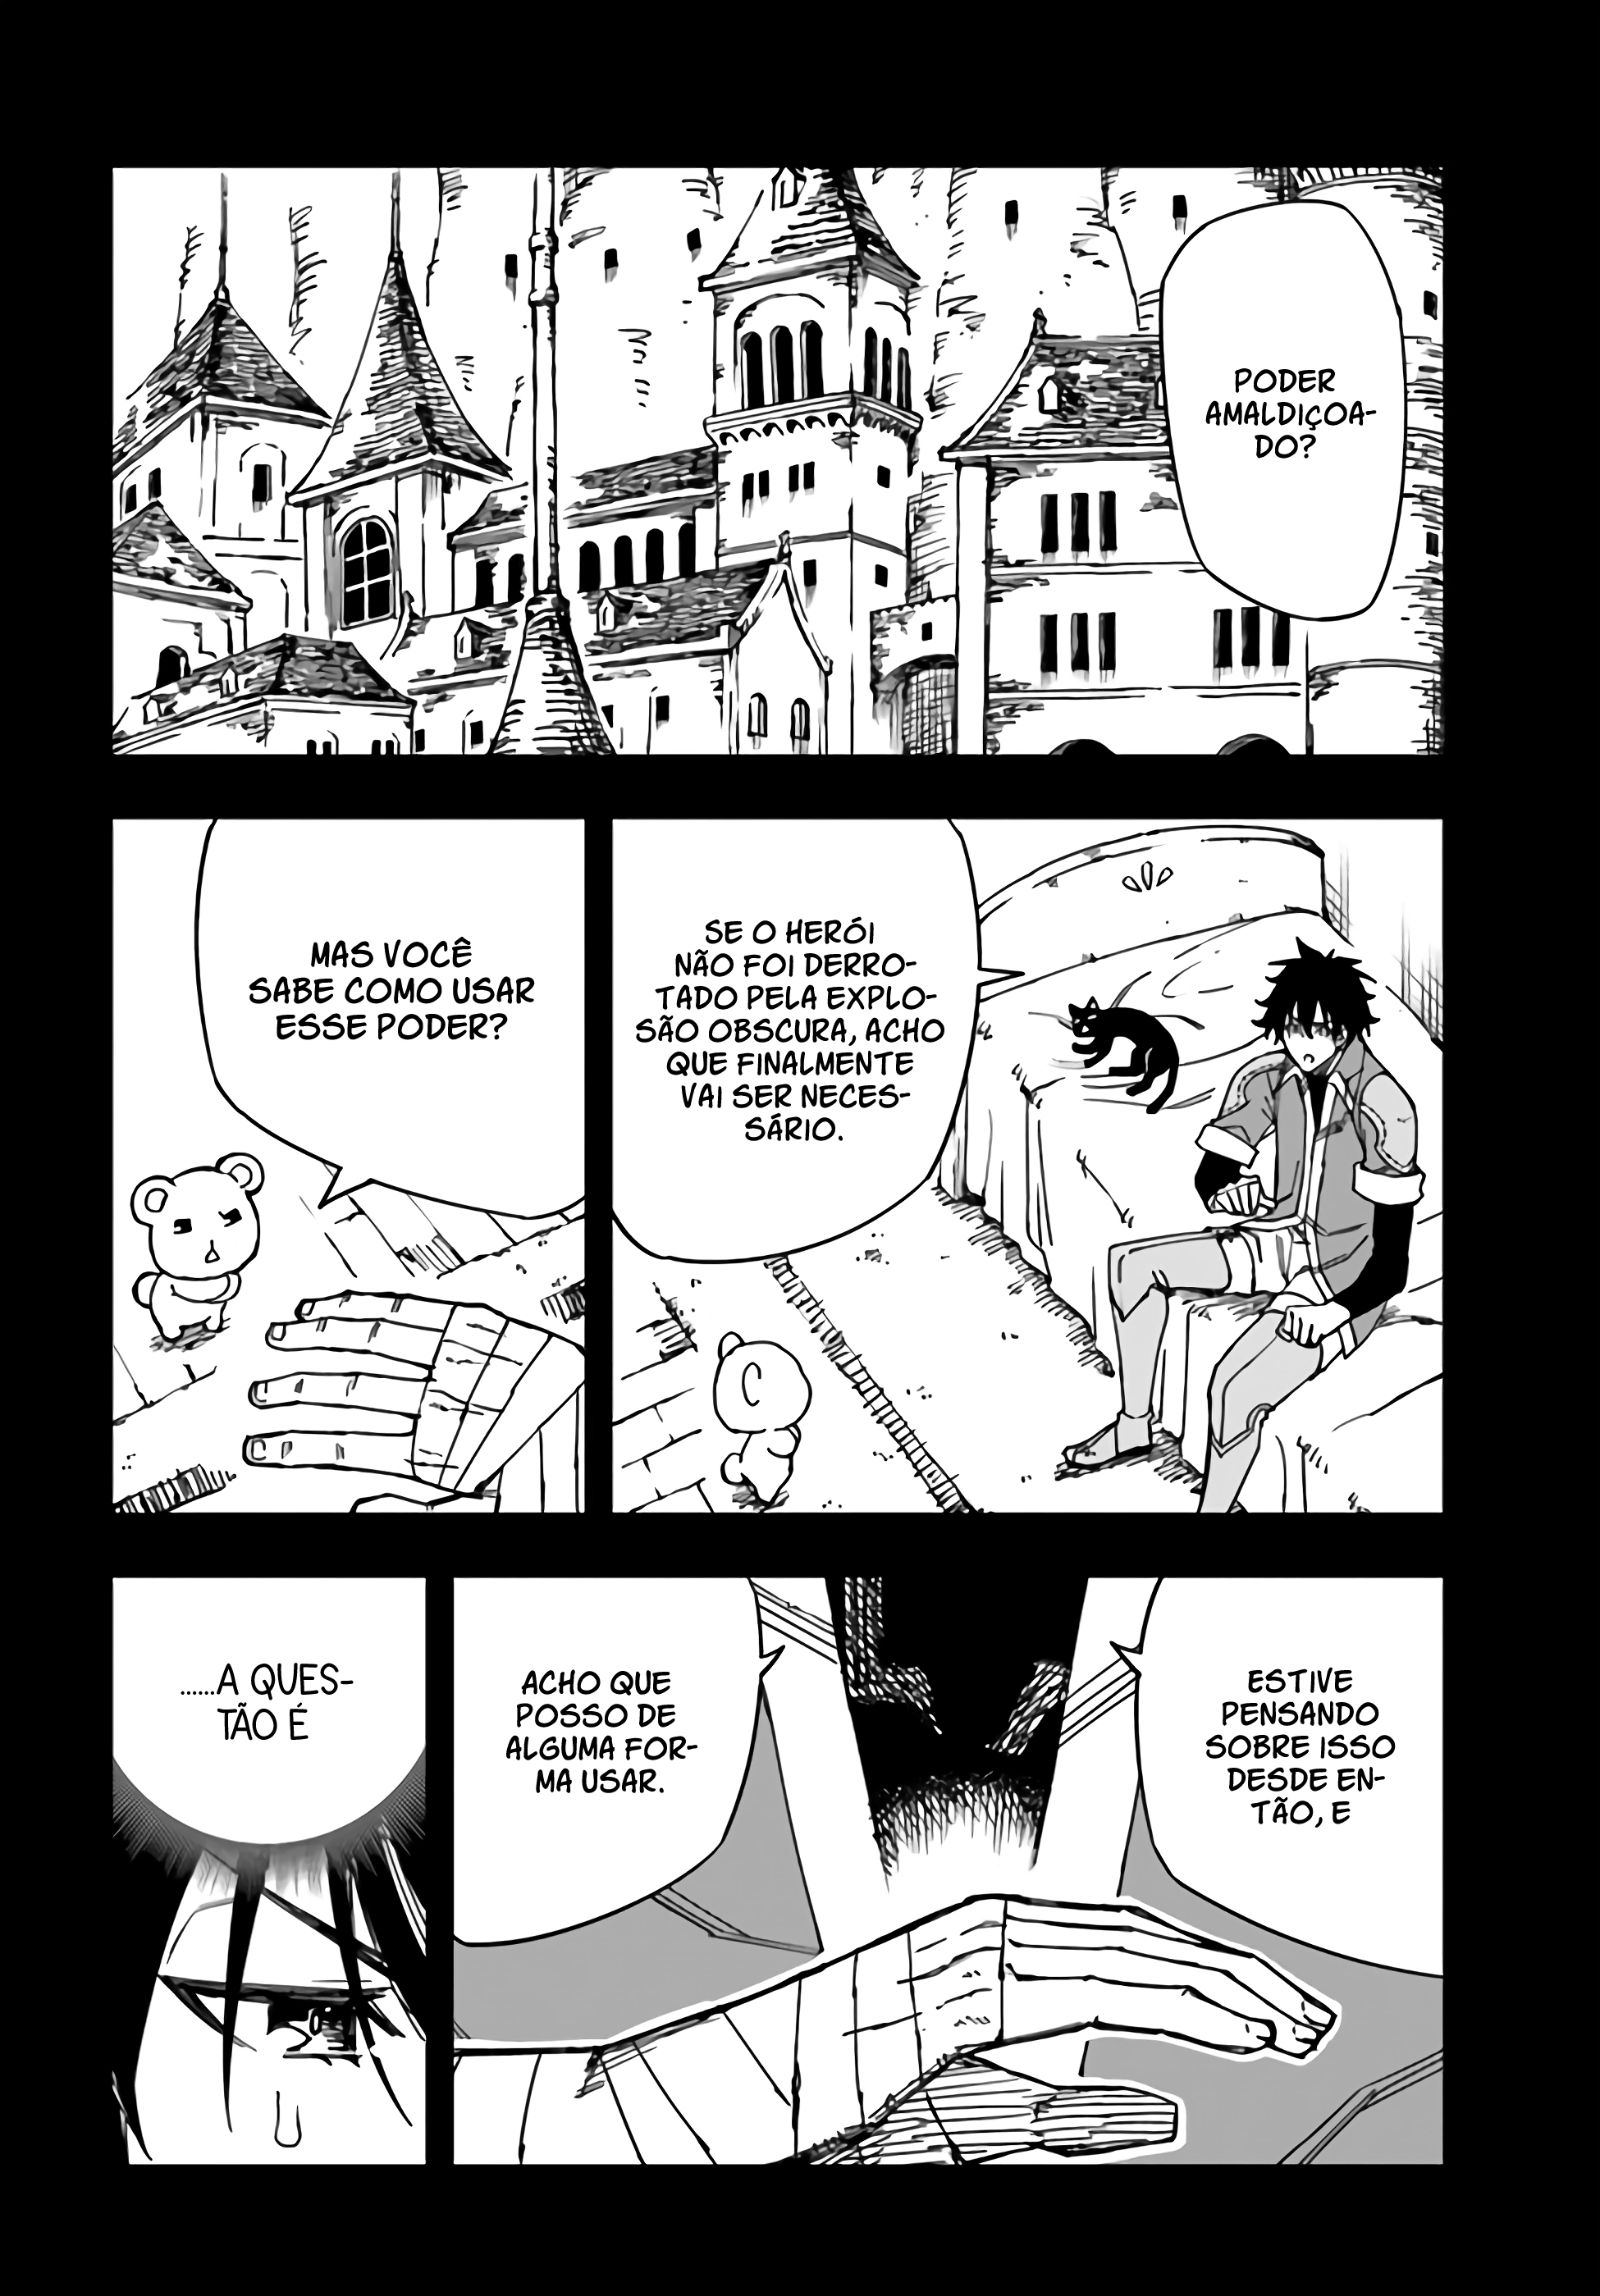 PODER
AMALDIÇOA-
DO?
SE O HERÓI
NÃO FOI DERRO-
TADO PELA EXPLO-
SÃO OBSCURA, ACHO
QUE FINALMENTE
VAI SER NECES-
SÁRIO.
MAS VOCÊ
SABE COMO USAR
ESSE PODER?
ESTIVE
PENSANDO
SOBRE ISSO
DESDE EN-
TÃO, E
ACHO QUE
POSSO DE
ALGUMA FOR-
MA USAR.
......A QUES-
TÃO É